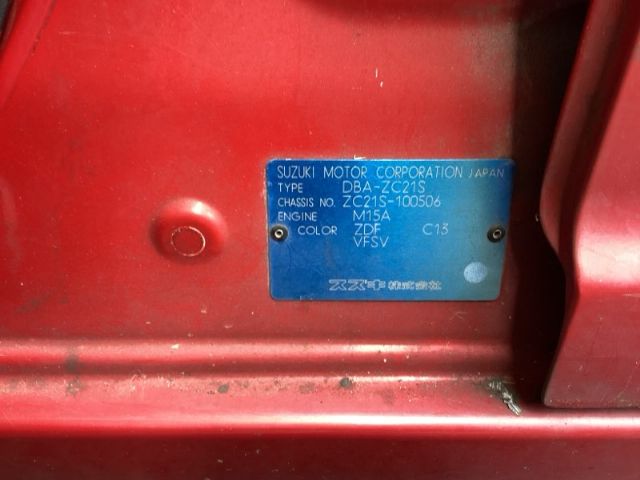 SUZUKI MOTOR CORPORATION JAPAN
TYPE DBA-ZC21S
CHASSIS NO. ZC21S-100506
ENGINE M15A
COLOR ZDF C13
VFSV
スズキ株式会社